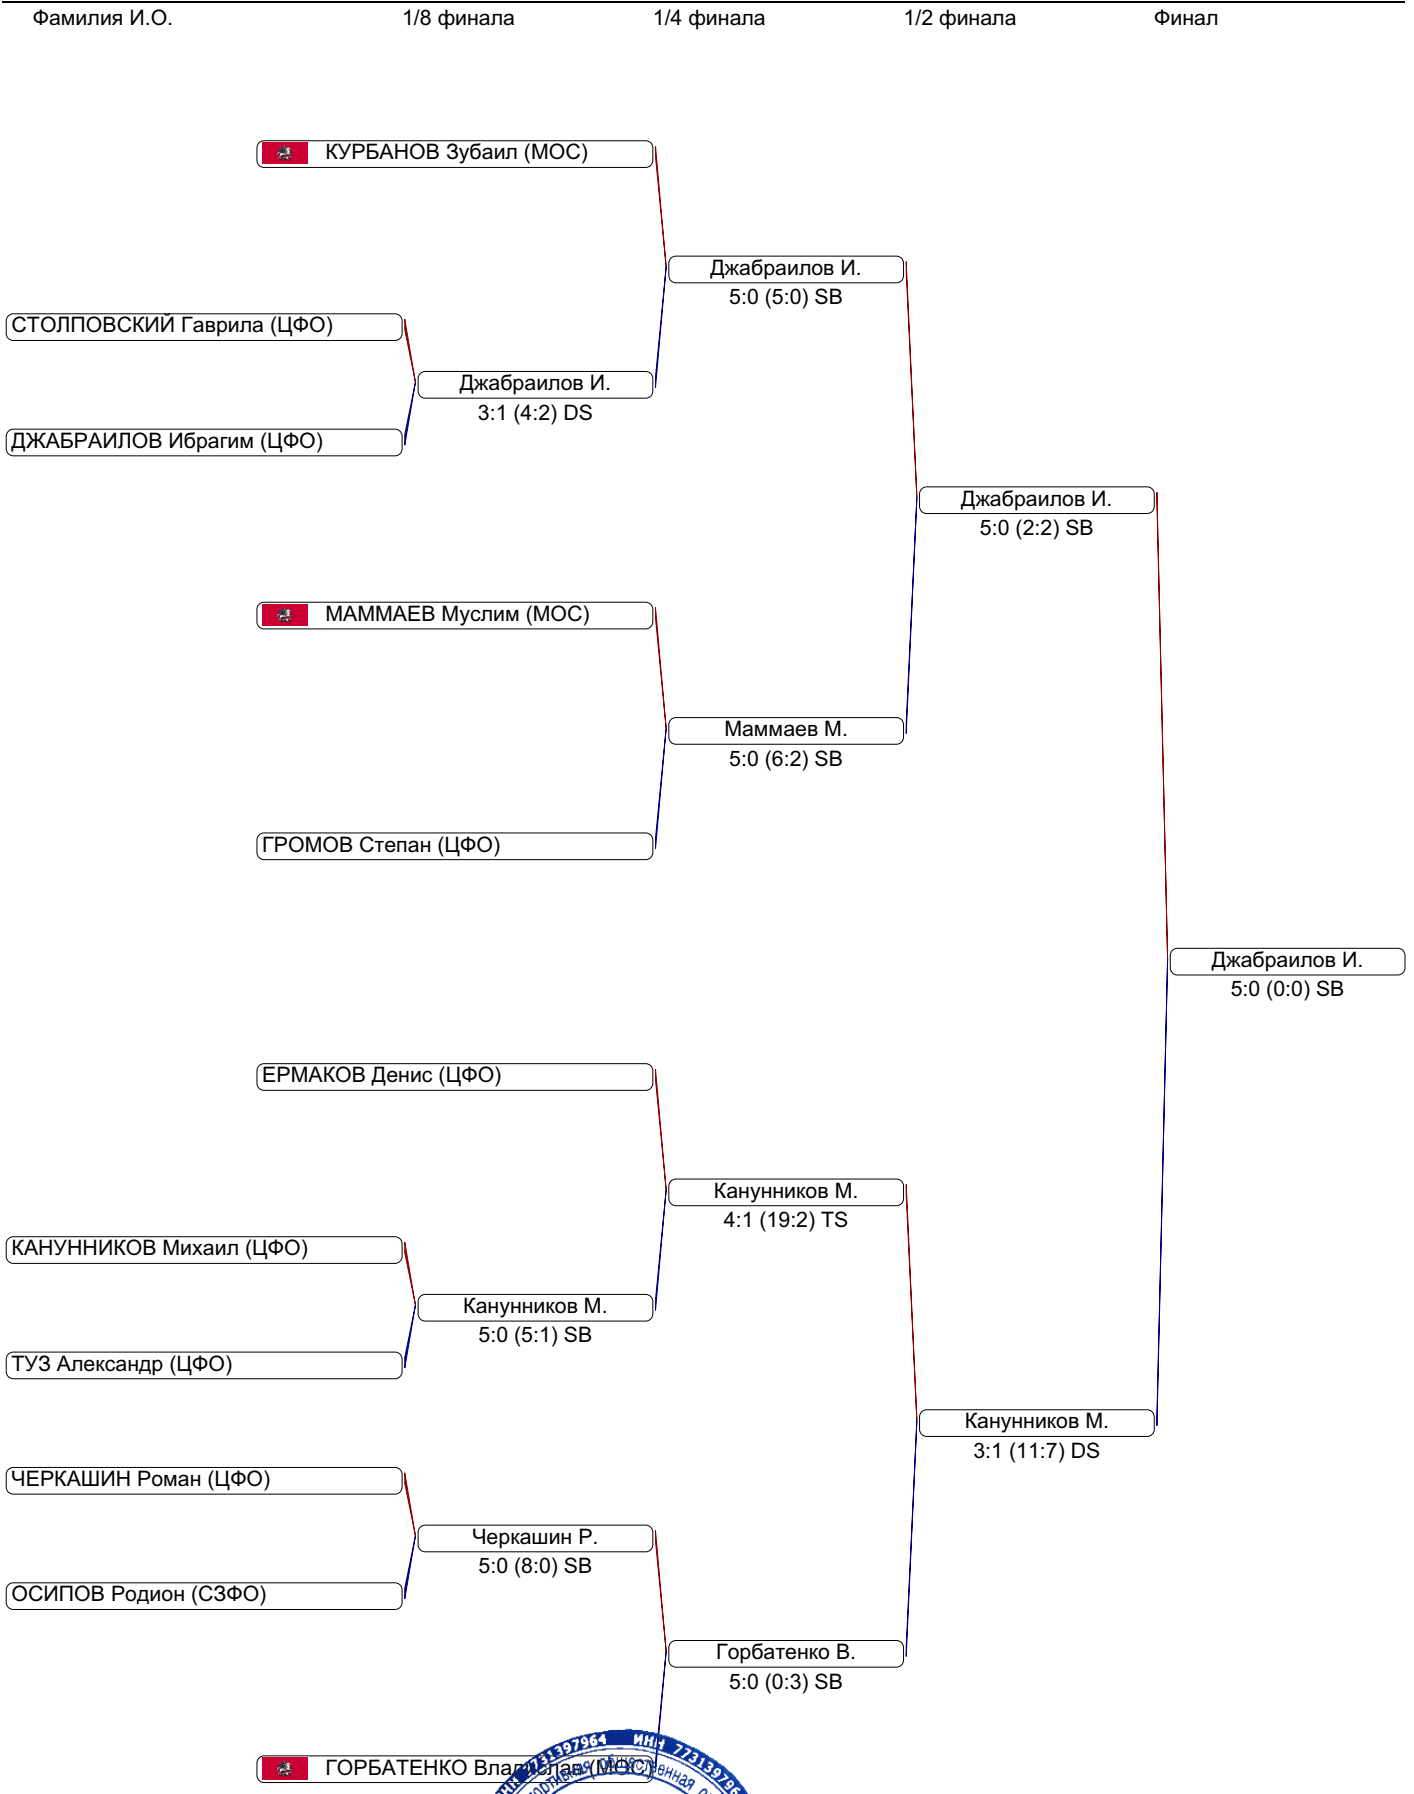 Фамилия И.О. 1/8 финала 1/4 финала 1/2 финала Финал
КУРБАНОВ Зубаил (МОС)
Джабраилов И.
5:0 (5:0) SB
СТОЛПОВСКИЙ Гаврила (ЦФО)
Джабраилов И.
3:1 (4:2) DS
ДЖАБРАИЛОВ Ибрагим (ЦФО)
Джабраилов И.
5:0 (2:2) SB
МАММАЕВ Муслим (МОС)
Маммаев М.
5:0 (6:2) SB
ГРОМОВ Степан (ЦФО)
Джабраилов И.
5:0 (0:0) SB
ЕРМАКОВ Денис (ЦФО)
Канунников М.
4:1 (19:2) TS
КАНУННИКОВ Михаил (ЦФО)
Канунников М.
5:0 (5:1) SB
ТУЗ Александр (ЦФО)
Канунников М.
3:1 (11:7) DS
ЧЕРКАШИН Роман (ЦФО)
Черкашин Р.
5:0 (8:0) SB
ОСИПОВ Родион (СЗФО)
Горбатенко В.
5:0 (0:3) SB
ГОРБАТЕНКО Владислав (МОС)
ИНН